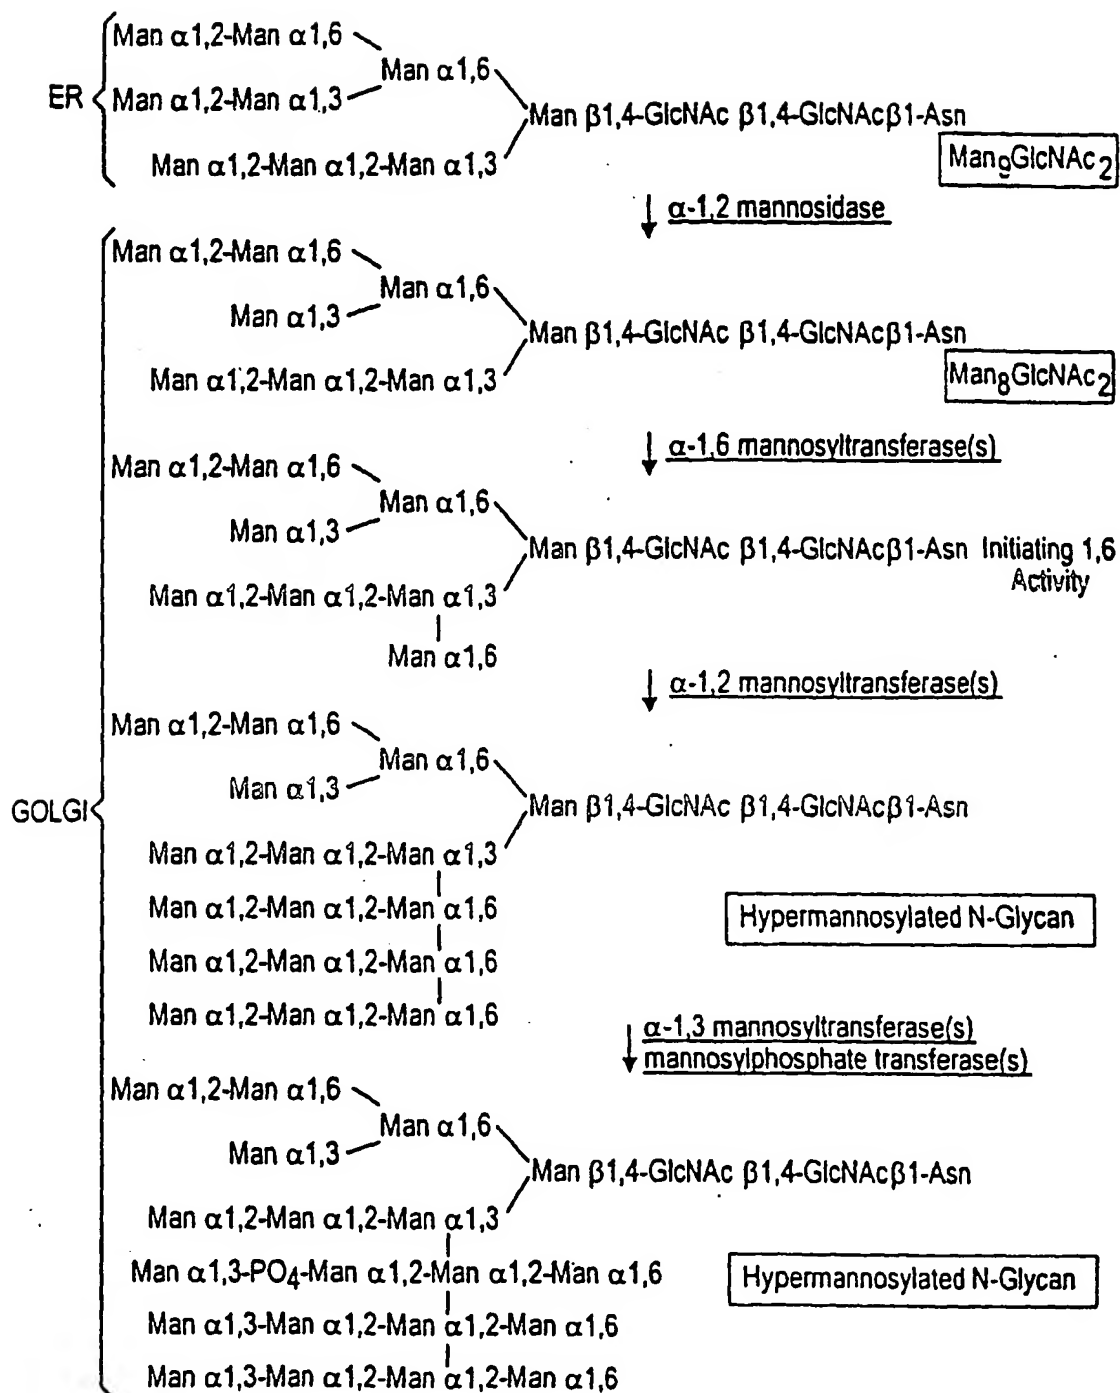 Man α1,2-Man α1,6
Man α1,6
ER
Man α1,2-Man α1,3
Man β1,4-GlcNAc β1,4-GlcNAcβ1-Asn
Man α1,2-Man α1,2-Man α1,3
Man9GlcNAc2
α-1,2 mannosidase
Man α1,2-Man α1,6
Man α1,6
Man α1,3
Man β1,4-GlcNAc β1,4-GlcNAcβ1-Asn
Man α1,2-Man α1,2-Man α1,3
Man8GlcNAc2
α-1,6 mannosyltransferase(s)
Man α1,2-Man α1,6
Man α1,6
Man α1,3
Man β1,4-GlcNAc β1,4-GlcNAcβ1-Asn Initiating 1,6
Activity
Man α1,2-Man α1,2-Man α1,3
Man α1,6
α-1,2 mannosyltransferase(s)
Man α1,2-Man α1,6
Man α1,6
Man α1,3
GOLGI
Man β1,4-GlcNAc β1,4-GlcNAcβ1-Asn
Man α1,2-Man α1,2-Man α1,3
Man α1,2-Man α1,2-Man α1,6
Hypermannosylated N-Glycan
Man α1,2-Man α1,2-Man α1,6
Man α1,2-Man α1,2-Man α1,6
α-1,3 mannosyltransferase(s)
mannosylphosphate transferase(s)
Man α1,2-Man α1,6
Man α1,6
Man α1,3
Man β1,4-GlcNAc β1,4-GlcNAcβ1-Asn
Man α1,2-Man α1,2-Man α1,3
Man α1,3-PO4-Man α1,2-Man α1,2-Man α1,6
Hypermannosylated N-Glycan
Man α1,3-Man α1,2-Man α1,2-Man α1,6
Man α1,3-Man α1,2-Man α1,2-Man α1,6